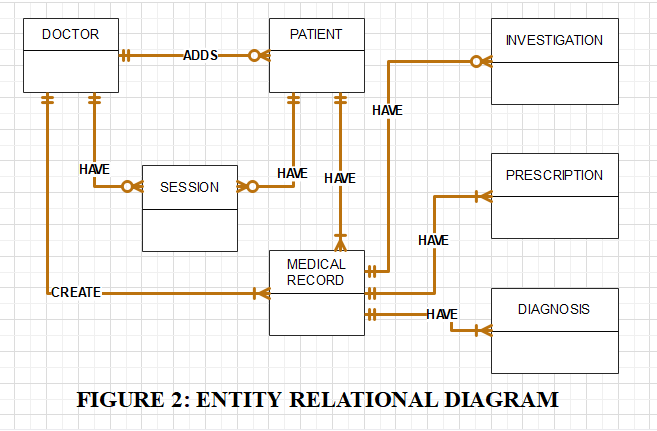 DOCTOR
PATIENT
INVESTIGATION
ADDS
HAVE
HAVE
HAVE
HAVE
SESSION
PRESCRIPTION
HAVE
MEDICAL
RECORD
CREATE
HAVE
DIAGNOSIS
FIGURE 2: ENTITY RELATIONAL DIAGRAM